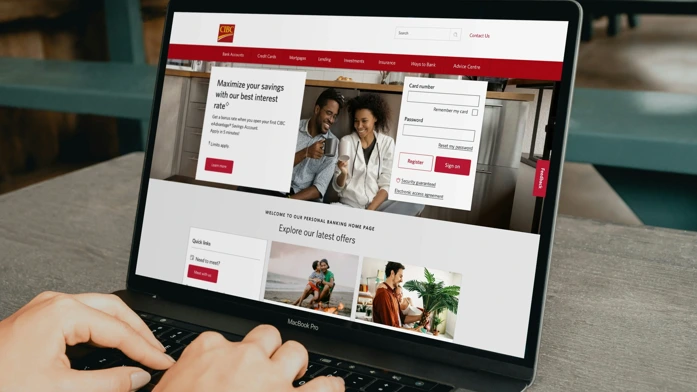 CIBC
Search
Contact Us
Bank Accounts Credit Cards Mortgages Lending Investments Insurance Ways to Bank Advice Centre
Maximize your savings
with our best interest
rate
Get a bonus rate when you open your first CIBC
eAdvantage® Savings Account.
Apply in 5 minutes!
Learn more
Card number
Remember my card
Password
Reset my password
Register
Sign on
Security guaranteed
Electronic access agreement
Feedback
WELCOME TO OUR PERSONAL BANKING HOME PAGE
Explore our latest offers
Quick links
Need to meet?
Meet with us
MacBook Pro